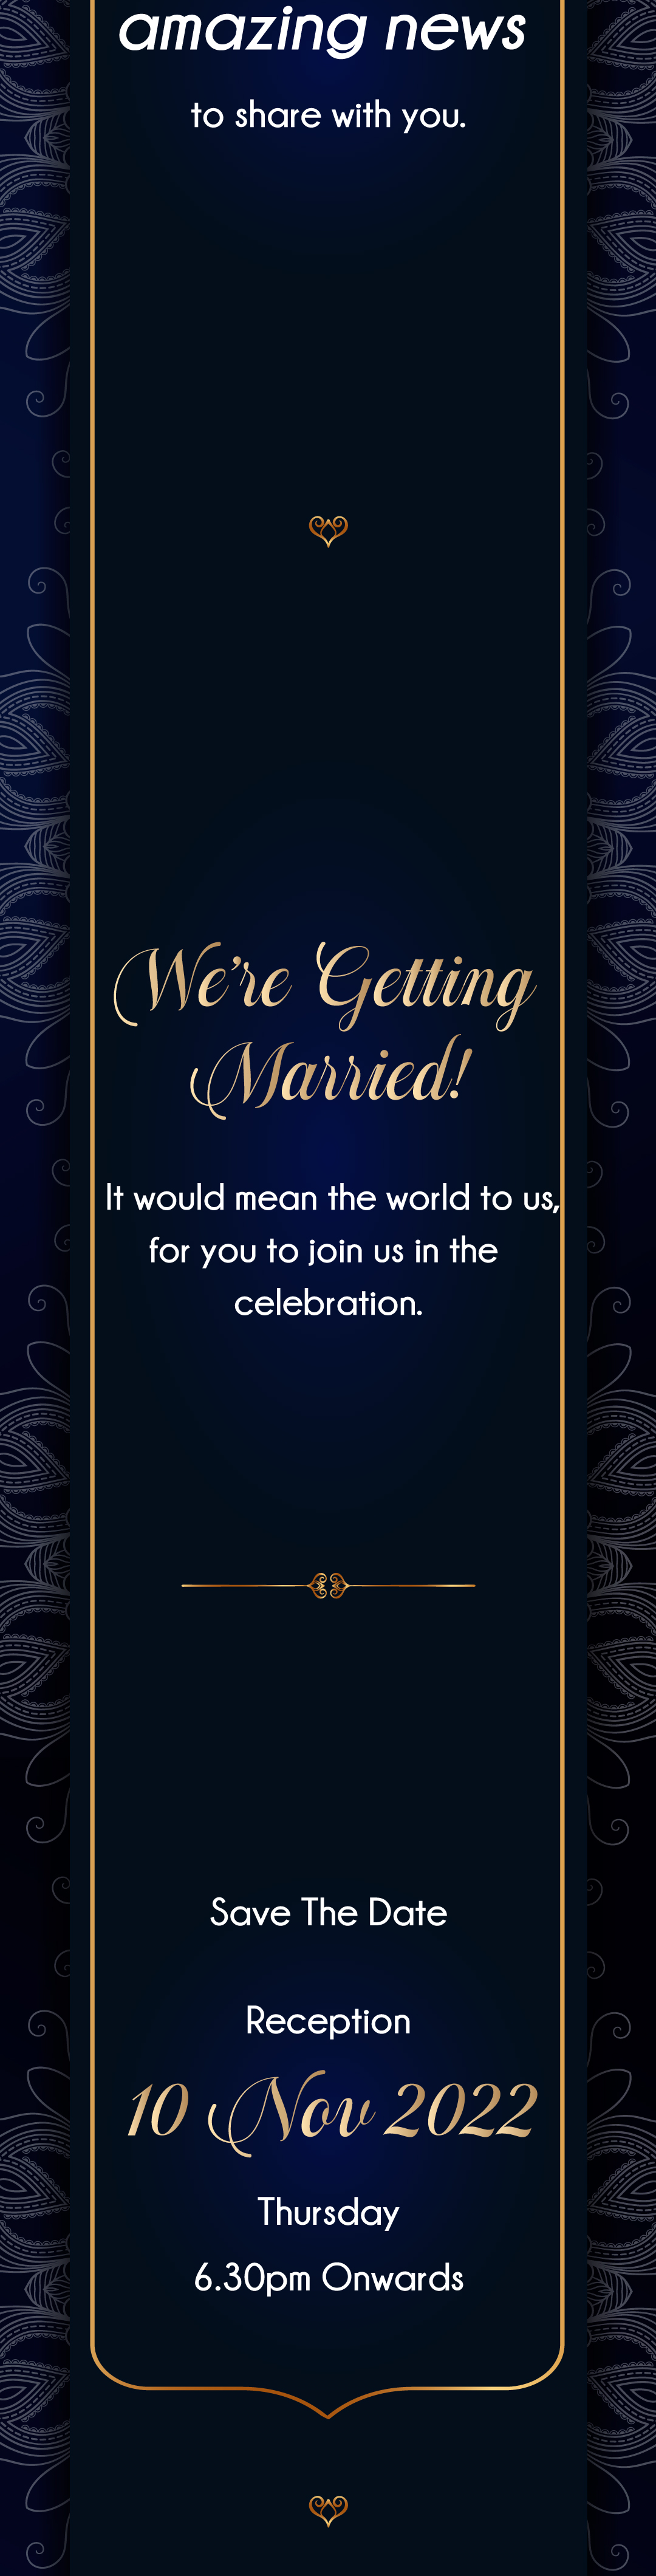 amazing news
to share with you.
We're Getting
Married!
It would mean the world to us,
for you to join us in the
celebration.
Save The Date
Reception
10 Nov 2022
Thursday
6.30pm Onwards